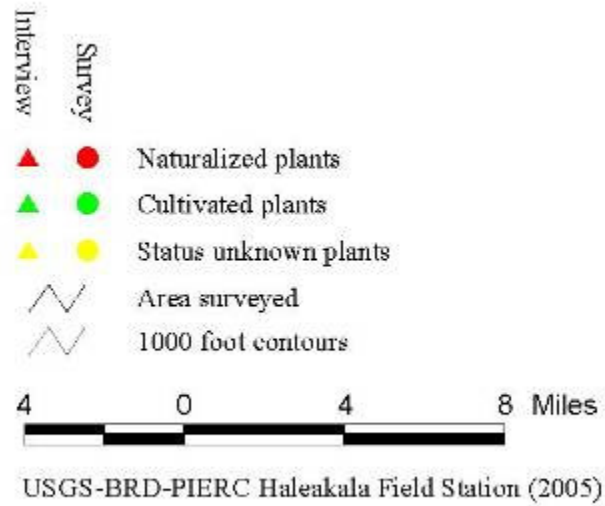 Interview Survey
Naturalized plants
Cultivated plants
Status unknown plants
Area surveyed
1000 foot contours
4 0 4 8 Miles
USGS-BRD-PIERC Haleakala Field Station (2005)